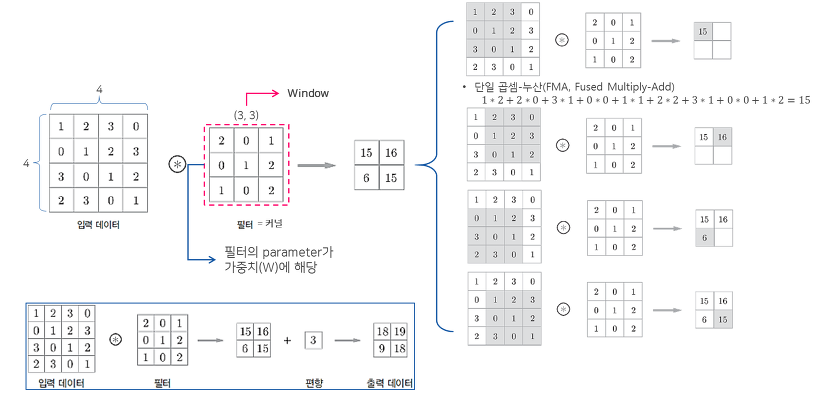 4
4
1 2 3 0
0 1 2 3
3 0 1 2
2 3 0 1
입력 데이터
*
Window
(3, 3)
2 0 1
0 1 2
1 0 2
필터 = 커널
필터의 parameter가
가중치(W)에 해당
15 16
6 15
1 2 3 0
0 1 2 3
3 0 1 2
2 3 0 1
*
2 0 1
0 1 2
1 0 2
15
• 단일 곱셈-누산(FMA, Fused Multiply-Add)
1 * 2 + 2 * 0 + 3 * 1 + 0 * 0 + 1 * 1 + 2 * 2 + 3 * 1 + 0 * 0 + 1 * 2 = 15
1 2 3 0
0 1 2 3
3 0 1 2
2 3 0 1
*
2 0 1
0 1 2
1 0 2
15 16
1 2 3 0
0 1 2 3
3 0 1 2
2 3 0 1
*
2 0 1
0 1 2
1 0 2
15 16
6
1 2 3 0
0 1 2 3
3 0 1 2
2 3 0 1
*
2 0 1
0 1 2
1 0 2
15 16
6 15
1 2 3 0
0 1 2 3
3 0 1 2
2 3 0 1
입력 데이터
*
2 0 1
0 1 2
1 0 2
필터
15 16
6 15
+
3
편향
18 19
9 18
출력 데이터